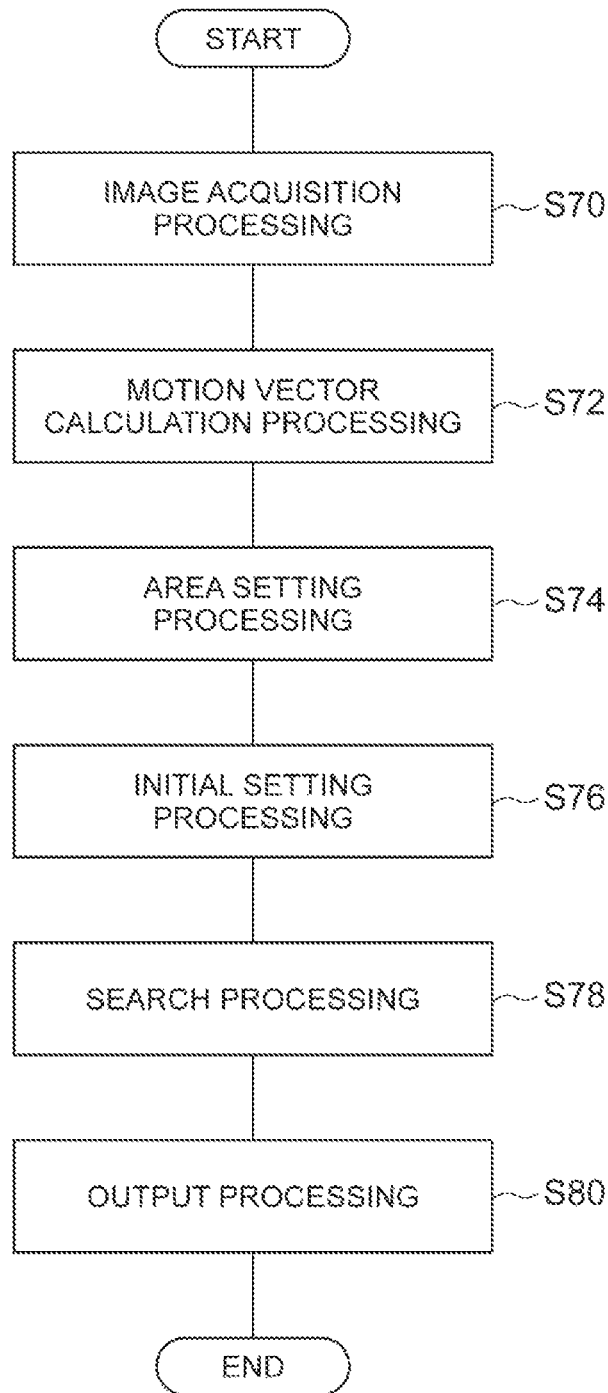 START
IMAGE ACQUISITION
PROCESSING
S70
MOTION VECTOR
CALCULATION PROCESSING
S72
AREA SETTING
PROCESSING
S74
INITIAL SETTING
PROCESSING
S76
SEARCH PROCESSING
S78
OUTPUT PROCESSING
S80
END